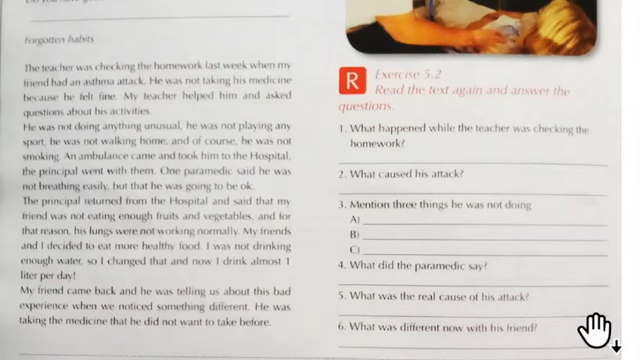 Forgotten habits
The teacher was checking the homework last week when my
friend had an asthma attack. He was not taking his medicine
because he felt fine. My teacher helped him and asked
questions about his activities.
He was not doing anything unusual, he was not playing any
sport, he was not walking home, and of course, he was not
smoking. An ambulance came and took him to the Hospital,
the principal went with them. One paramedic said he was
not breathing easily, but that he was going to be ok.
The principal returned from the Hospital and said that my
friend was not eating enough fruits and vegetables, and for
that reason, his lungs were not working normally. My friends
and I decided to eat more healthy food. I was not drinking
enough water, so I changed that and now I drink almost 1
liter per day!
My friend came back and he was telling us about this bad
experience when we noticed something different. He was
taking the medicine that he did not want to take before.
R
Exercise 5.2
Read the text again and answer the
questions.
1. What happened while the teacher was checking the
homework?
2. What caused his attack?
3. Mention three things he was not doing
A)
B)
C)
4. What did the paramedic say?
5. What was the real cause of his attack?
6. What was different now with his friend?